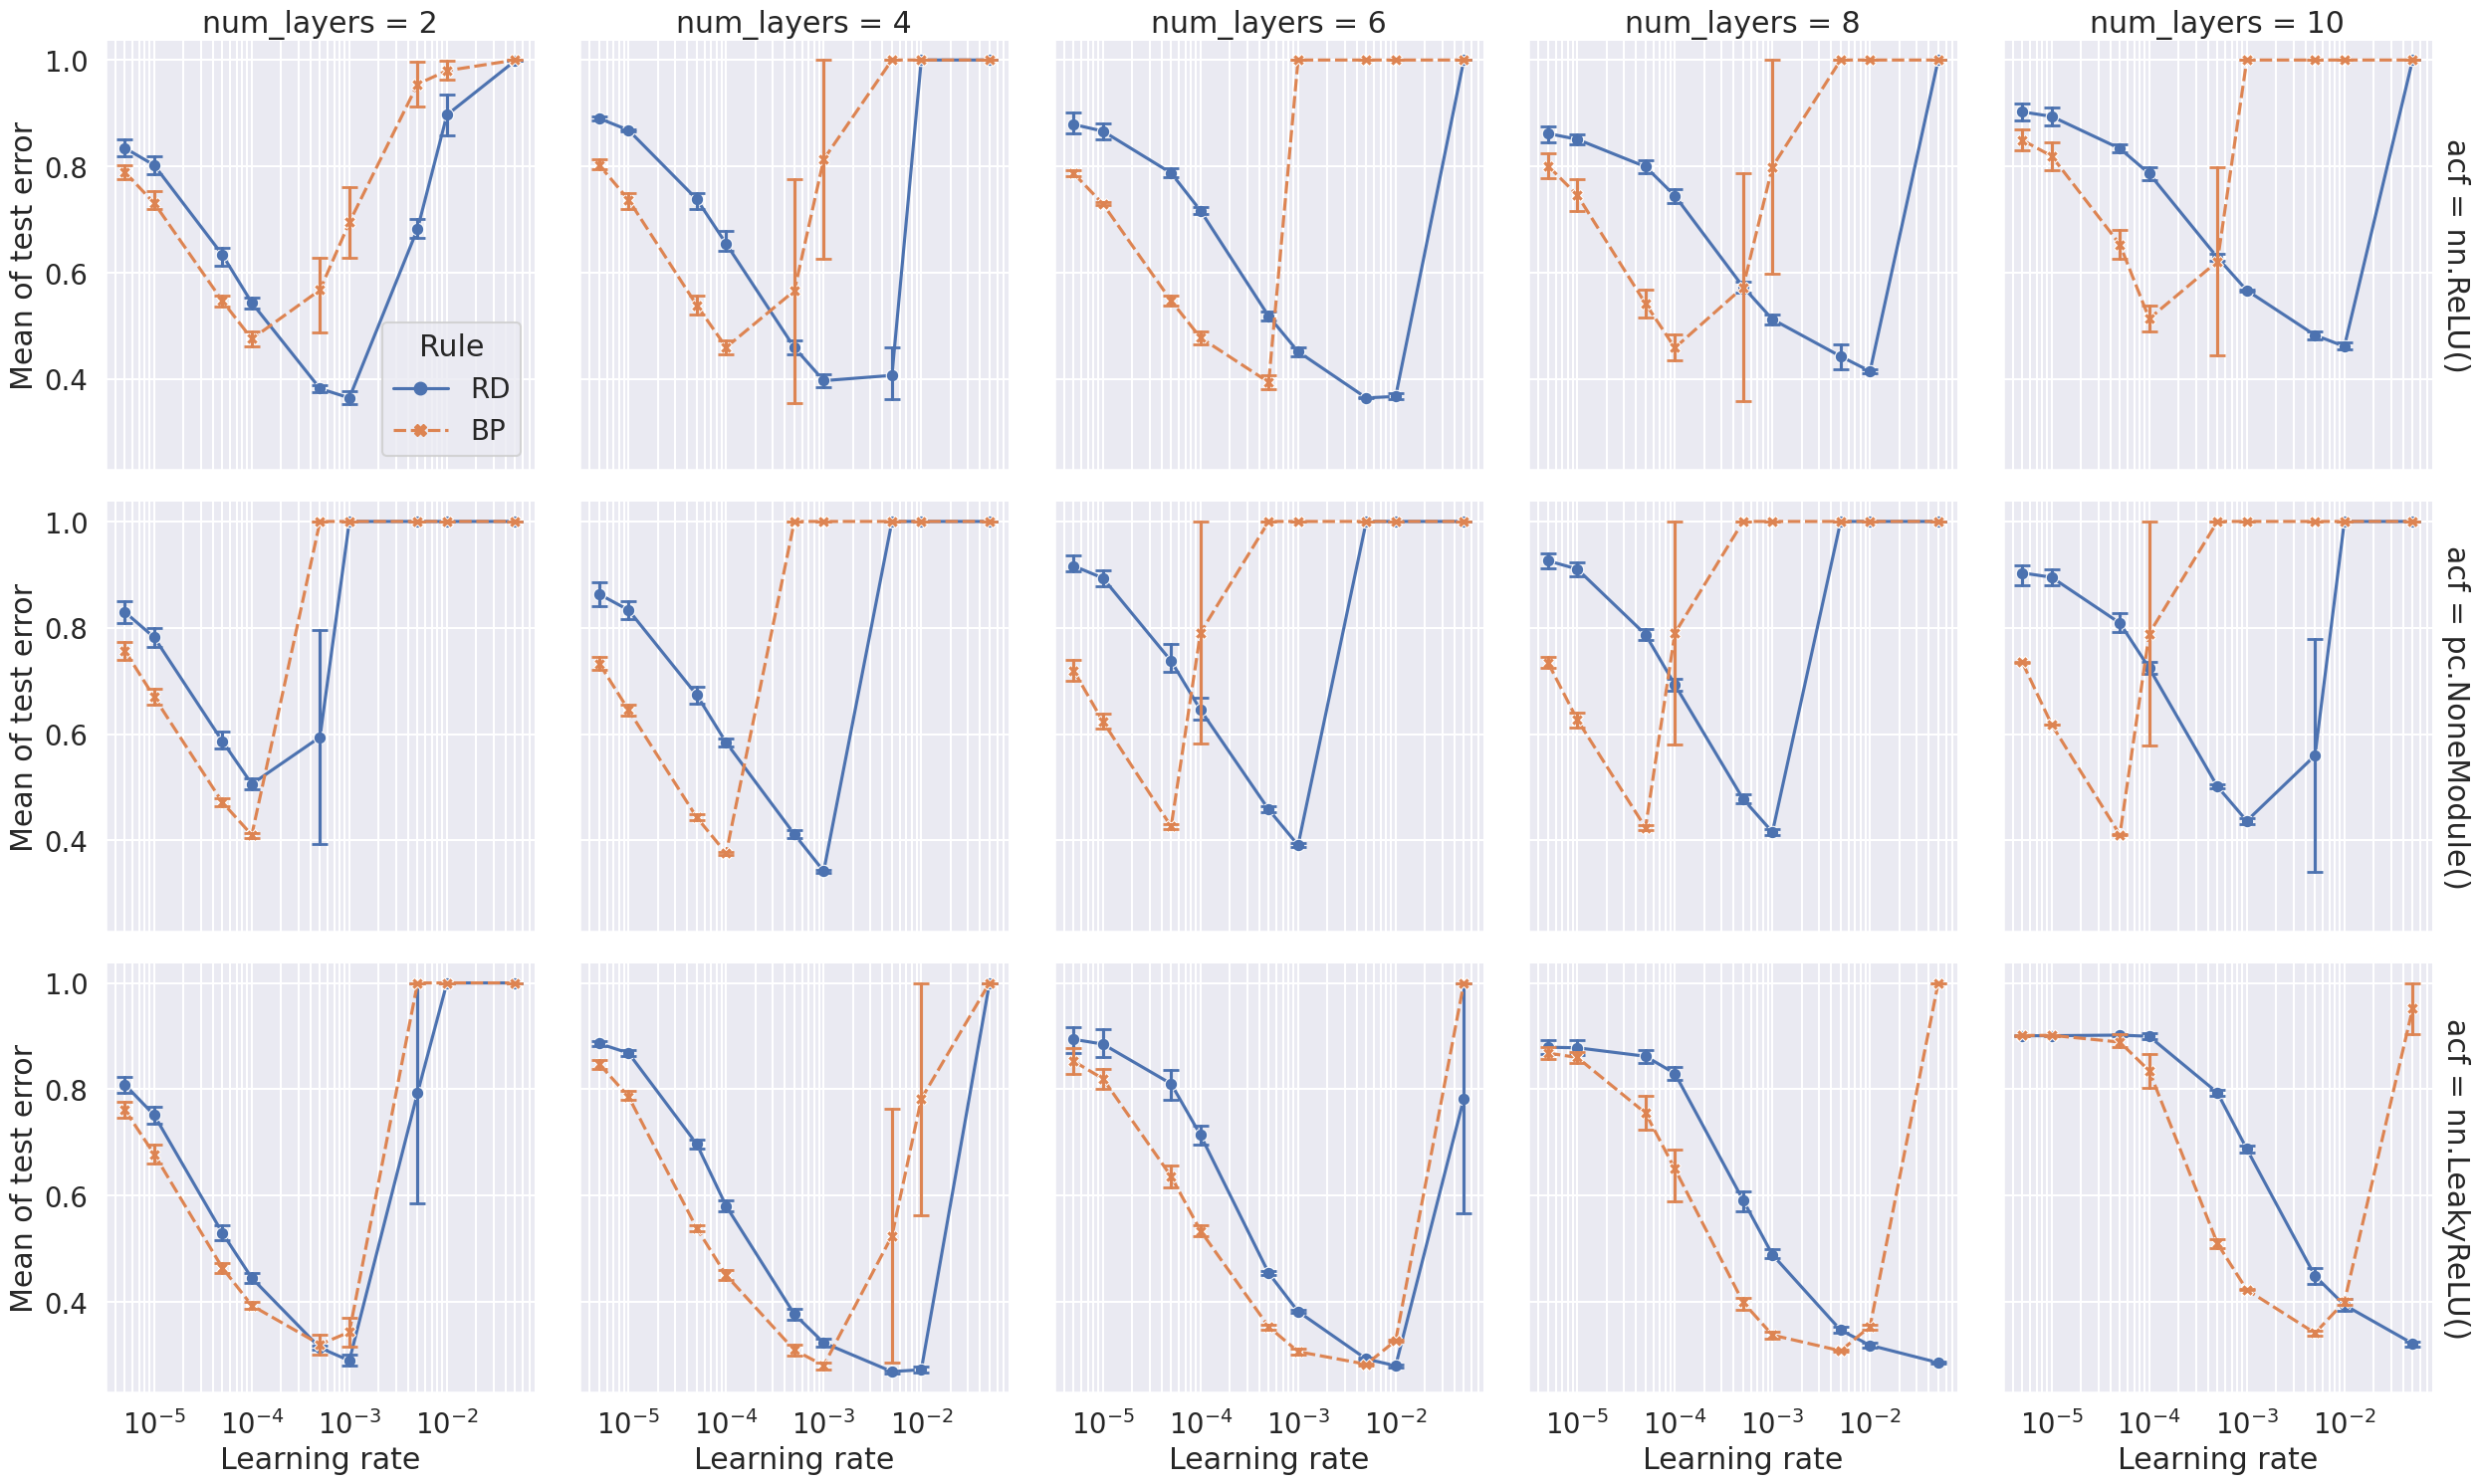 num_layers = 2
num_layers = 4
num_layers = 6
num_layers = 8
num_layers = 10
1.0
0.8
0.6
0.4
Mean of test error
Rule
RD
BP
acf = nn.ReLU()
1.0
0.8
0.6
0.4
Mean of test error
acf = pc.NoneModule()
1.0
0.8
0.6
0.4
Mean of test error
acf = nn.LeakyReLU()
10⁻⁵ 10⁻⁴ 10⁻³ 10⁻²
10⁻⁵ 10⁻⁴ 10⁻³ 10⁻²
10⁻⁵ 10⁻⁴ 10⁻³ 10⁻²
10⁻⁵ 10⁻⁴ 10⁻³ 10⁻²
10⁻⁵ 10⁻⁴ 10⁻³ 10⁻²
Learning rate
Learning rate
Learning rate
Learning rate
Learning rate